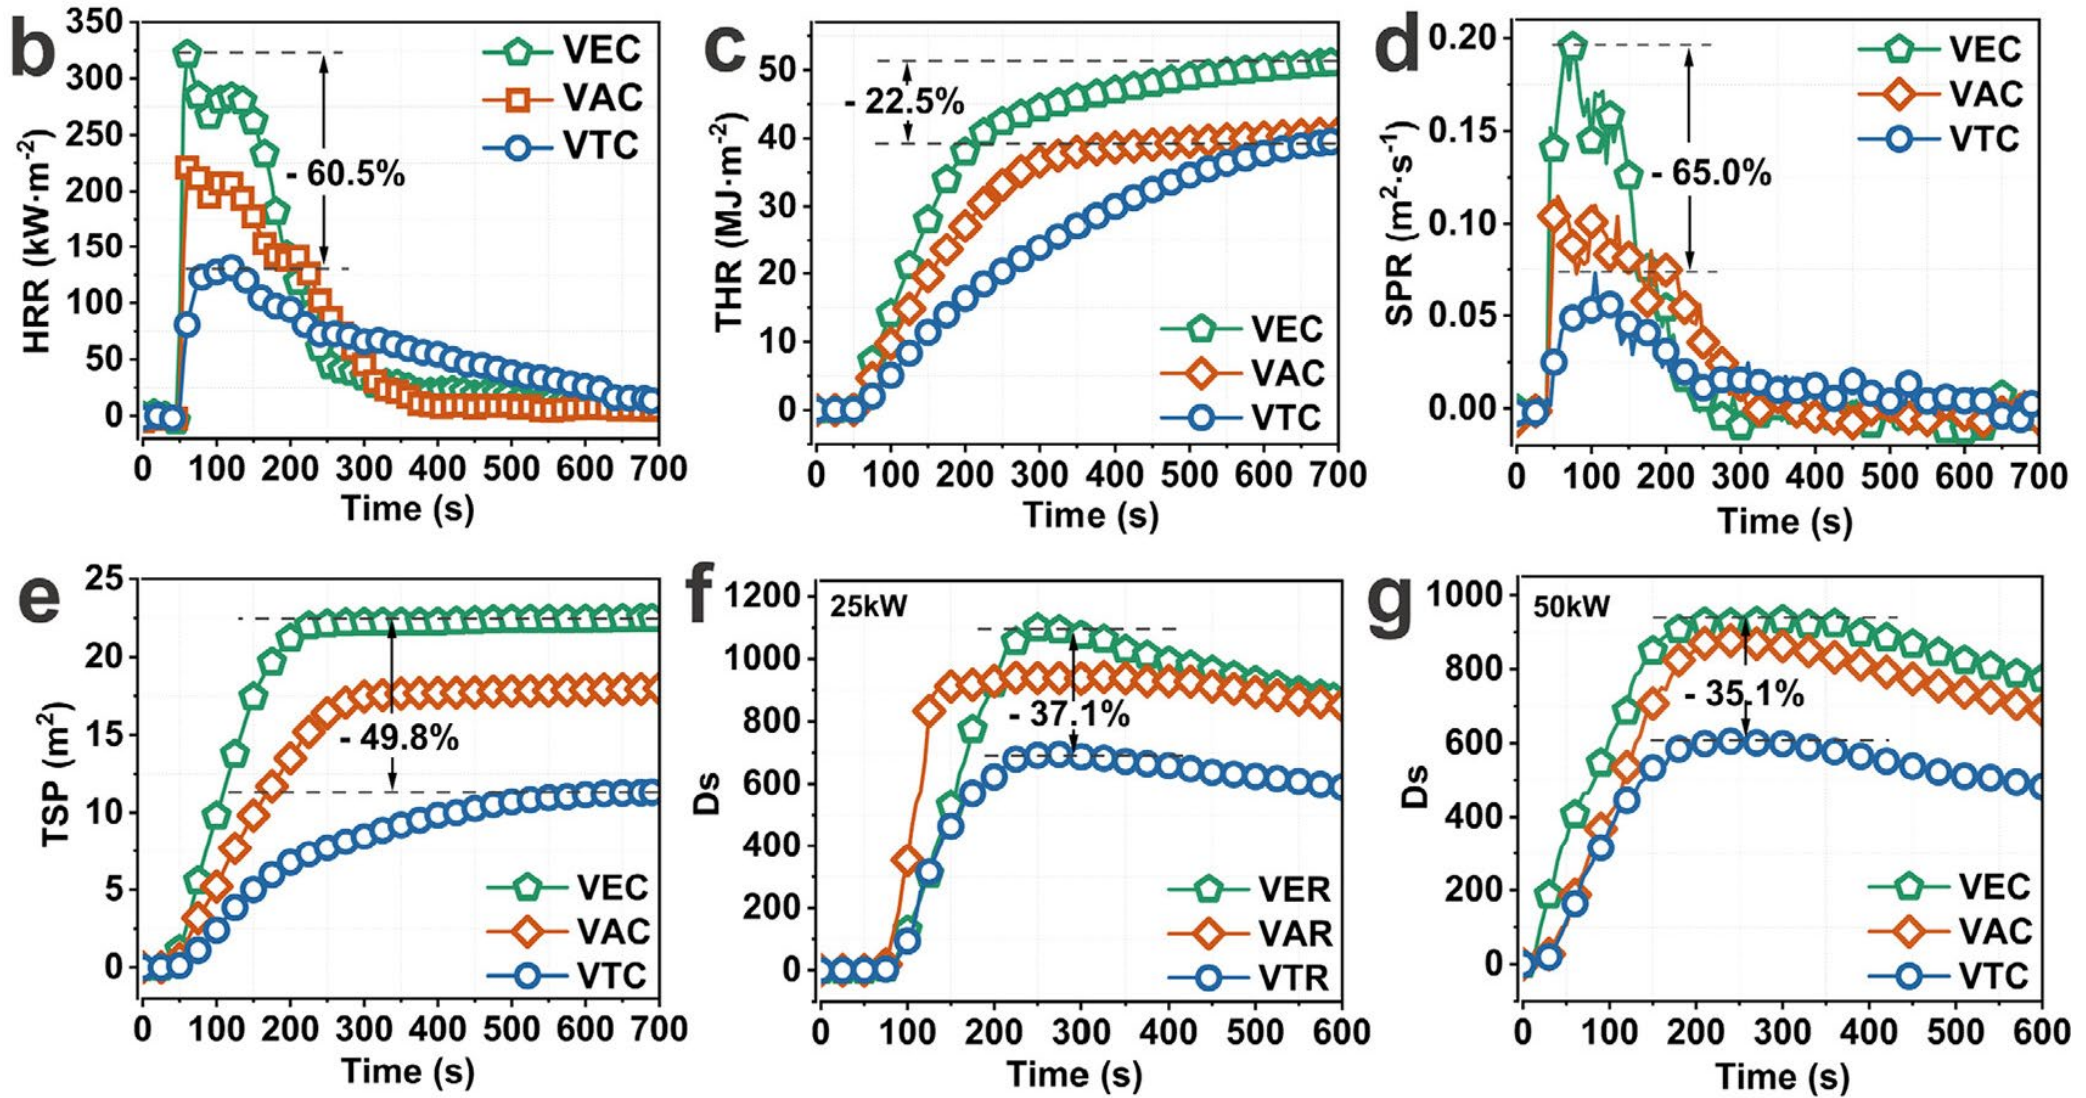 b
350
300
250
200
150
100
50
0
HRR (kW·m-2)
VEC
VAC
VTC
- 60.5%
0 100 200 300 400 500 600 700
Time (s)
c
50
40
30
20
10
0
THR (MJ·m-2)
- 22.5%
VEC
VAC
VTC
0 100 200 300 400 500 600 700
Time (s)
d
0.20
0.15
0.10
0.05
0.00
SPR (m2·s-1)
VEC
VAC
VTC
- 65.0%
0 100 200 300 400 500 600 700
Time (s)
e
25
20
15
10
5
0
TSP (m2)
- 49.8%
VEC
VAC
VTC
0 100 200 300 400 500 600 700
Time (s)
f
1200
1000
800
600
400
200
0
Ds
25kW
- 37.1%
VER
VAR
VTR
0 100 200 300 400 500 600
Time (s)
g
1000
800
600
400
200
0
Ds
50kW
- 35.1%
VEC
VAC
VTC
0 100 200 300 400 500 600
Time (s)